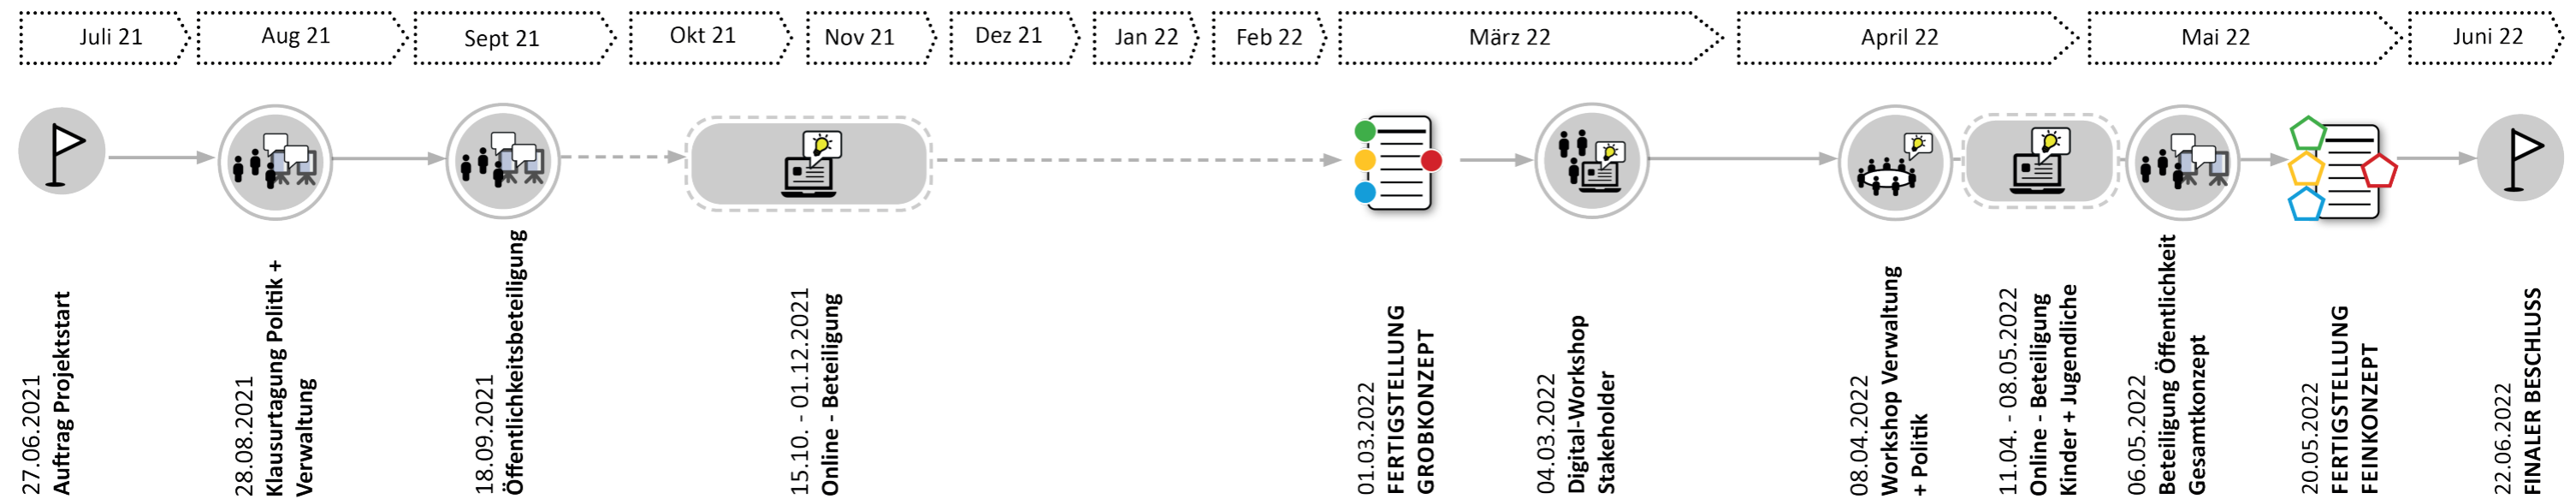 Juli 21
Aug 21
Sept 21
Okt 21
Nov 21
Dez 21
Jan 22
Feb 22
März 22
April 22
Mai 22
Juni 22
27.06.2021
Auftrag Projektstart
28.08.2021
Klausurtagung Politik +
Verwaltung
18.09.2021
Öffentlichkeitsbeteiligung
15.10. - 01.12.2021
Online - Beteiligung
01.03.2022
FERTIGSTELLUNG
GROBKONZEPT
04.03.2022
Digital-Workshop
Stakeholder
08.04.2022
Workshop Verwaltung
+ Politik
11.04. - 08.05.2022
Online - Beteiligung
Kinder + Jugendliche
06.05.2022
Beteiligung Öffentlichkeit
Gesamtkonzept
20.05.2022
FERTIGSTELLUNG
FEINKONZEPT
22.06.2022
FINALER BESCHLUSS